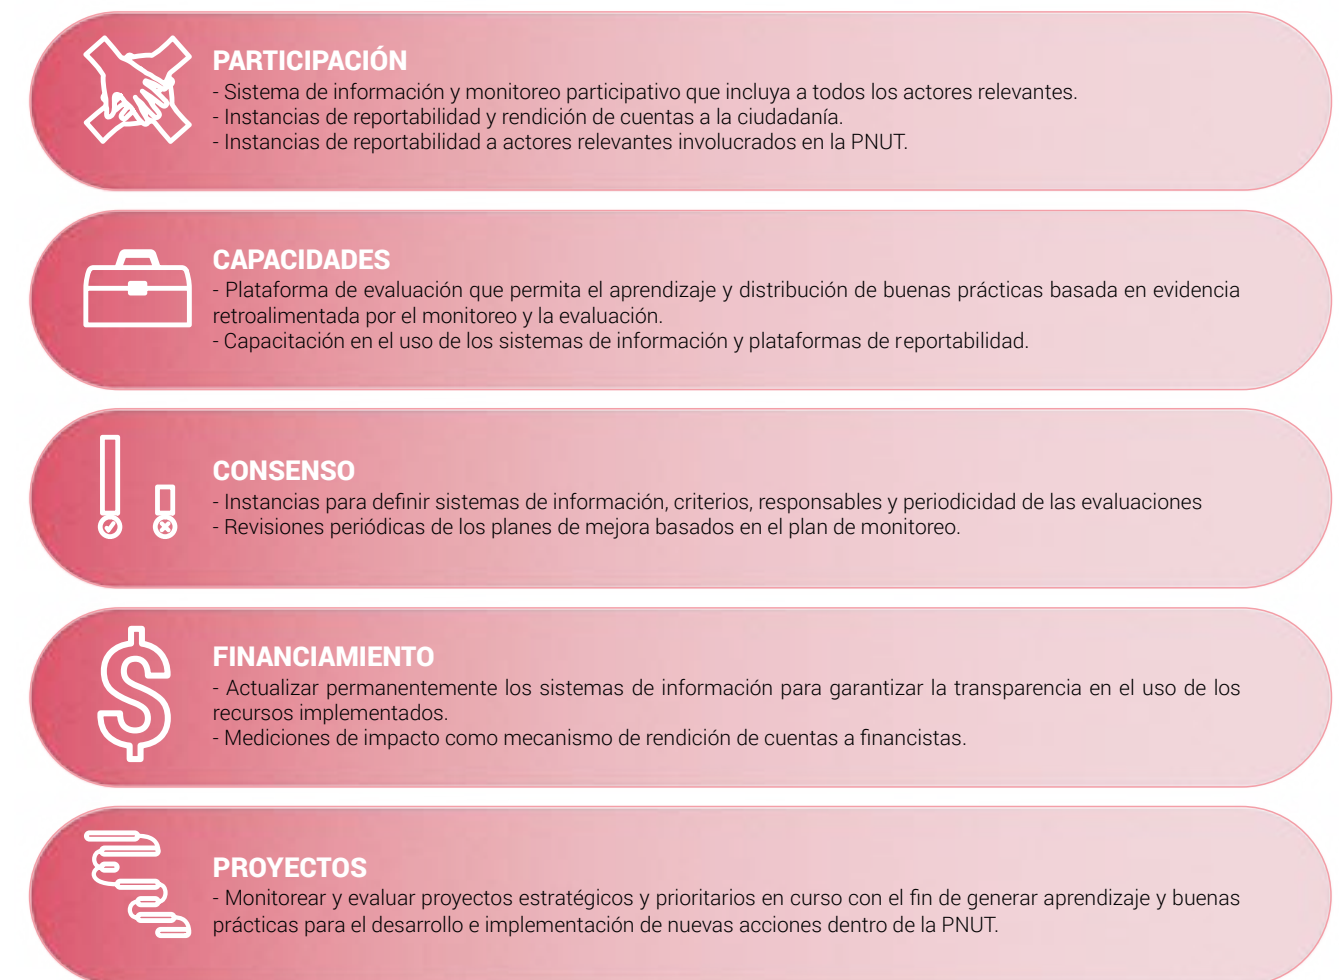 PARTICIPACIÓN
- Sistema de información y monitoreo participativo que incluya a todos los actores relevantes.
- Instancias de reportabilidad y rendición de cuentas a la ciudadanía.
- Instancias de reportabilidad a actores relevantes involucrados en la PNUT.
CAPACIDADES
- Plataforma de evaluación que permita el aprendizaje y distribución de buenas prácticas basada en evidencia
retroalimentada por el monitoreo y la evaluación.
- Capacitación en el uso de los sistemas de información y plataformas de reportabilidad.
CONSENSO
- Instancias para definir sistemas de información, criterios, responsables y periodicidad de las evaluaciones
- Revisiones periódicas de los planes de mejora basados en el plan de monitoreo.
FINANCIAMIENTO
- Actualizar permanentemente los sistemas de información para garantizar la transparencia en el uso de los
recursos implementados.
- Mediciones de impacto como mecanismo de rendición de cuentas a financistas.
PROYECTOS
- Monitorear y evaluar proyectos estratégicos y prioritarios en curso con el fin de generar aprendizaje y buenas
prácticas para el desarrollo e implementación de nuevas acciones dentro de la PNUT.